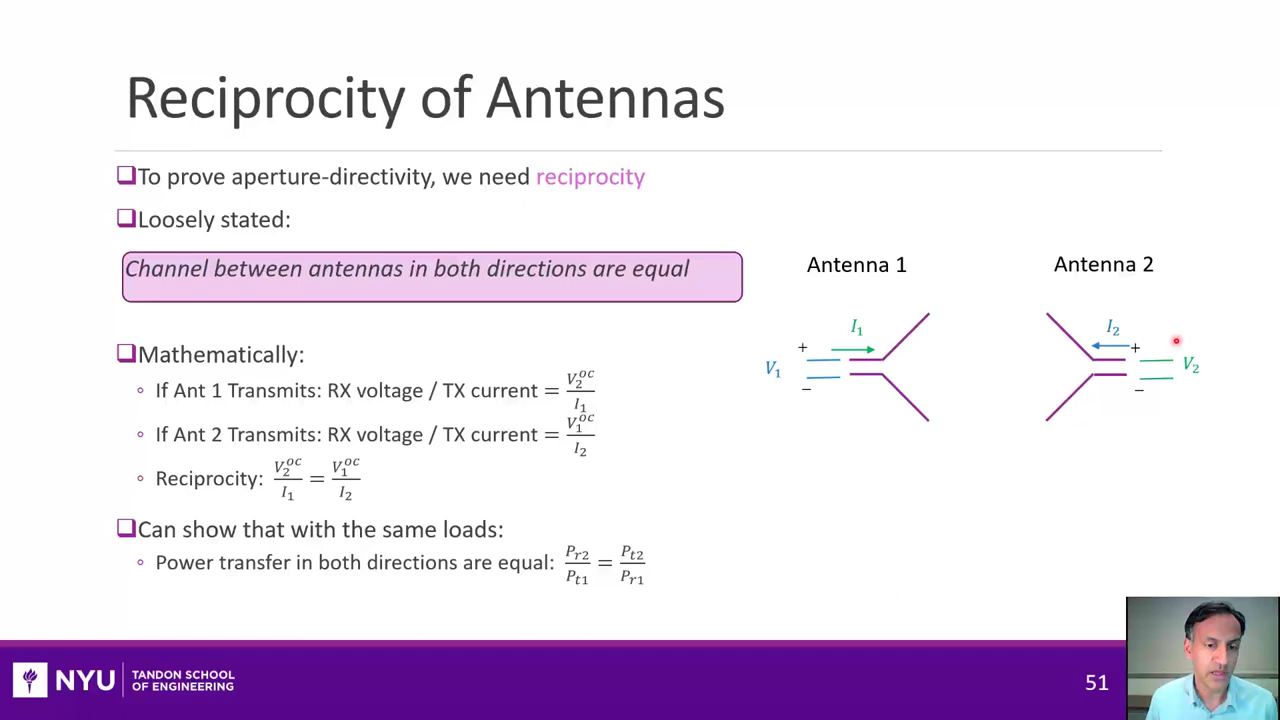 Reciprocity of Antennas
To prove aperture-directivity, we need reciprocity
Loosely stated:
Channel between antennas in both directions are equal
Mathematically:
If Ant 1 Transmits: RX voltage / TX current = V₂ᵒᶜ/I₁
If Ant 2 Transmits: RX voltage / TX current = V₁ᵒᶜ/I₂
Reciprocity: V₂ᵒᶜ/I₁ = V₁ᵒᶜ/I₂
Can show that with the same loads:
Power transfer in both directions are equal: Pᵣ₂/Pₜ₁ = Pₜ₂/Pᵣ₁
Antenna 1
I₁
+
V₁
−
Antenna 2
I₂
+
V₂
−
NYU
TANDON SCHOOL
OF ENGINEERING
51